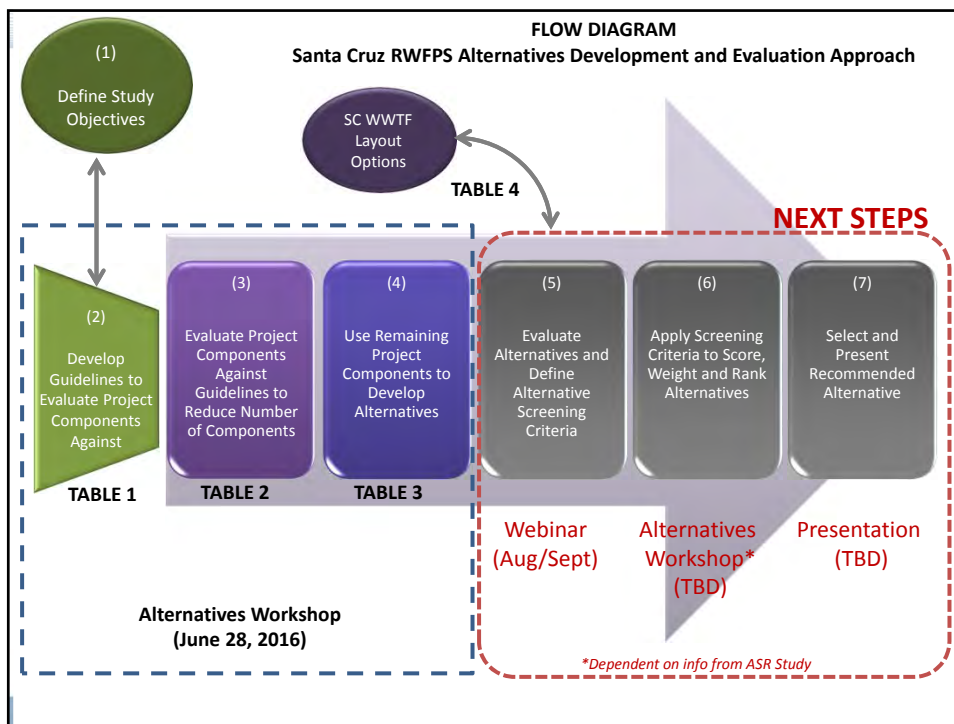 FLOW DIAGRAM
Santa Cruz RWFPS Alternatives Development and Evaluation Approach
(1)
Define Study
Objectives
SC WWTF
Layout
Options
TABLE 4
NEXT STEPS
(2)
Develop
Guidelines to
Evaluate Project
Components
Against
TABLE 1
(3)
Evaluate Project
Components
Against
Guidelines to
Reduce Number
of Components
TABLE 2
(4)
Use Remaining
Project
Components to
Develop
Alternatives
TABLE 3
(5)
Evaluate
Alternatives and
Define
Alternative
Screening
Criteria
(6)
Apply Screening
Criteria to Score,
Weight and Rank
Alternatives
(7)
Select and
Present
Recommended
Alternative
Webinar
(Aug/Sept)
Alternatives
Workshop*
(TBD)
Presentation
(TBD)
Alternatives Workshop
(June 28, 2016)
*Dependent on info from ASR Study